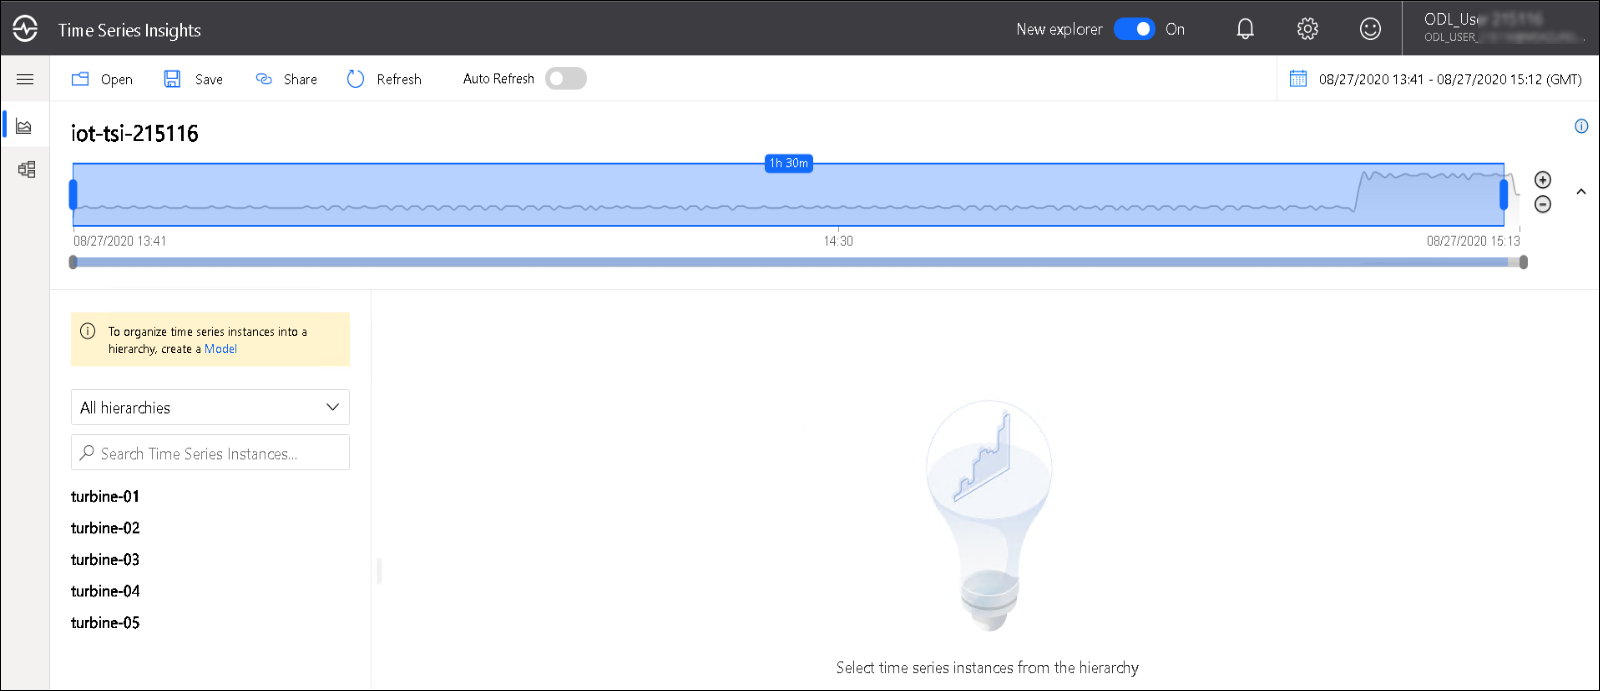 Time Series Insights
New explorer On
ODL_User 215116
ODL_USER_
Open Save Share Refresh Auto Refresh
08/27/2020 13:41 - 08/27/2020 15:12 (GMT)
iot-tsi-215116
1h 30m
08/27/2020 13:41 14:30 08/27/2020 15:13
To organize time series instances into a
hierarchy, create a Model
All hierarchies
Search Time Series Instances...
turbine-01
turbine-02
turbine-03
turbine-04
turbine-05
Select time series instances from the hierarchy